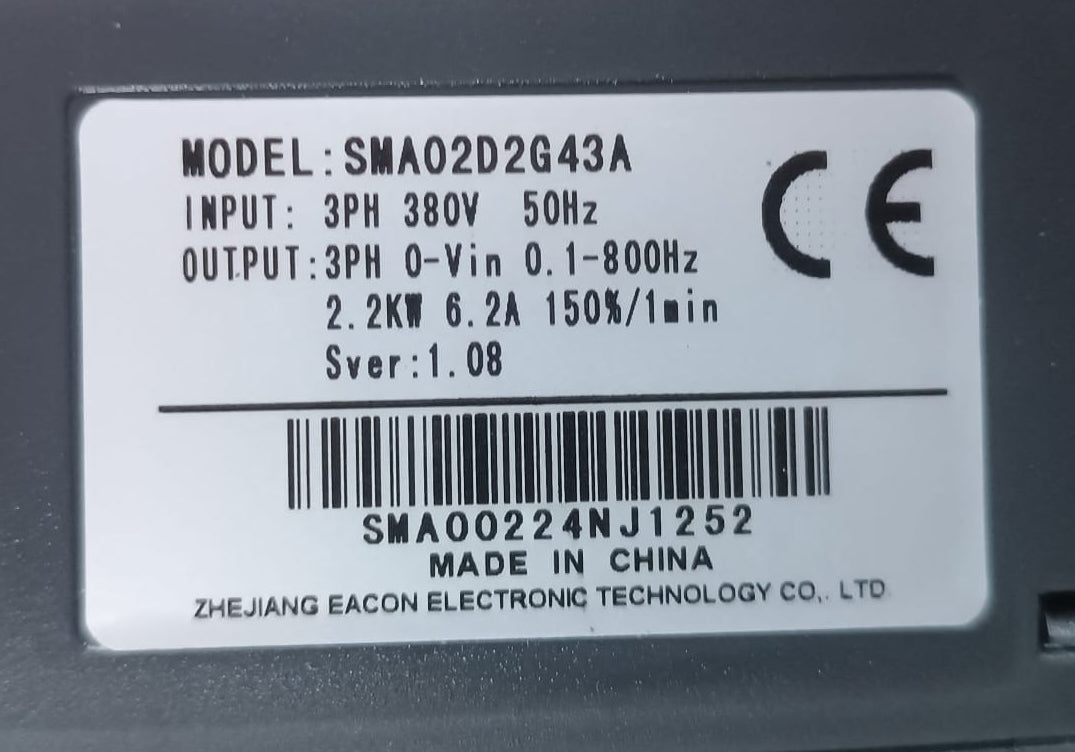 MODEL:SMA02D2G43A
INPUT: 3PH 380V 50Hz
OUTPUT:3PH 0-Vin 0.1-800Hz
2.2KW 6.2A 150%/1min
Sver:1.08
CE
SMA00224NJ1252
MADE IN CHINA
ZHEJIANG EACON ELECTRONIC TECHNOLOGY CO,. LTD